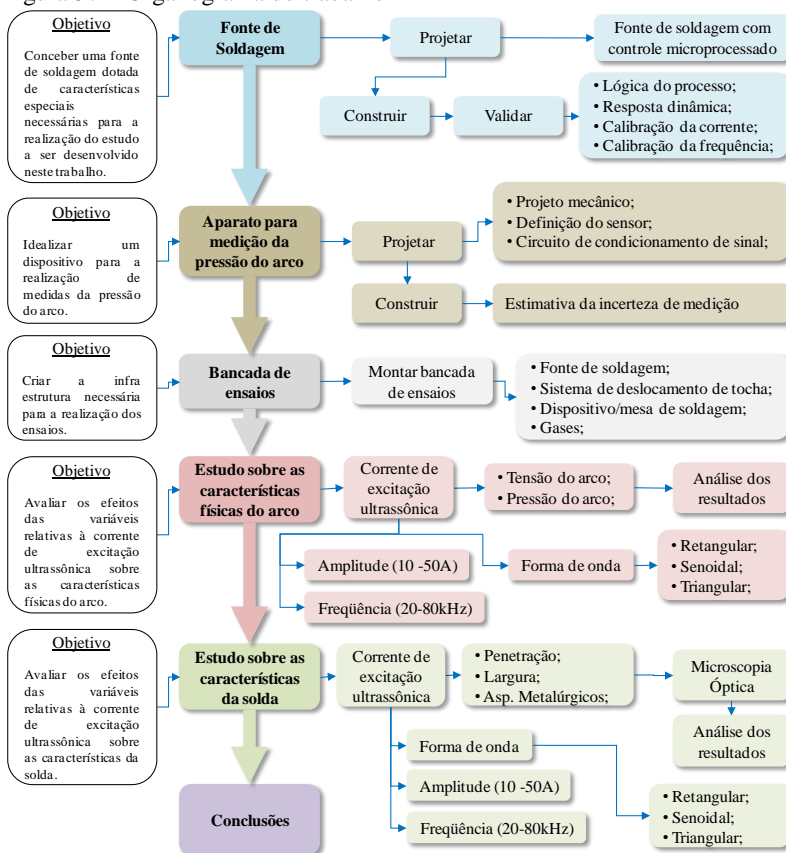 Objetivo
Conceber uma fonte
de soldagem dotada
de características
especiais
necessárias para a
realização do estudo
a ser desenvolvido
neste trabalho.
Fonte de
Soldagem
Projetar
Fonte de soldagem com
controle microprocessado
Construir
Validar
• Lógica do processo;
• Resposta dinâmica;
• Calibração da corrente;
• Calibração da frequência;
Objetivo
Idealizar um
dispositivo para a
realização de
medidas da pressão
do arco.
Aparato para
medição da
pressão do arco
Projetar
• Projeto mecânico;
• Definição do sensor;
• Circuito de condicionamento de sinal;
Construir
Estimativa da incerteza de medição
Objetivo
Criar a infra
estrutura necessária
para a realização dos
ensaios.
Bancada de
ensaios
Montar bancada
de ensaios
• Fonte de soldagem;
• Sistema de deslocamento de tocha;
• Dispositivo/mesa de soldagem;
• Gases;
Objetivo
Avaliar os efeitos
das variáveis
relativas à corrente
de excitação
ultrassônica sobre
as características
físicas do arco.
Estudo sobre as
características
físicas do arco
Corrente de
excitação
ultrassônica
• Tensão do arco;
• Pressão do arco;
Análise dos
resultados
Amplitude (10 -50A)
Forma de onda
• Retangular;
• Senoidal;
• Triangular;
Freqüência (20-80kHz)
Objetivo
Avaliar os efeitos
das variáveis
relativas à corrente
de excitação
ultrassônica sobre
as características da
solda.
Estudo sobre as
características
da solda
Corrente de
excitação
ultrassônica
• Penetração;
• Largura;
• Asp. Metalúrgicos;
Microscopia
Óptica
Análise dos
resultados
Forma de onda
Amplitude (10 -50A)
Freqüência (20-80kHz)
• Retangular;
• Senoidal;
• Triangular;
Conclusões